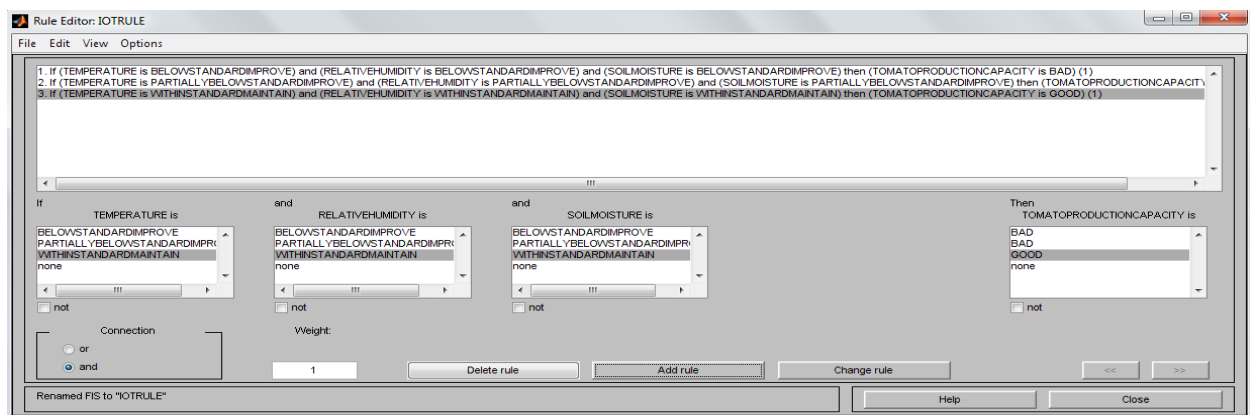 Rule Editor: IOTRULE
File Edit View Options
1. If (TEMPERATURE is BELOWSTANDARDIMPROVE) and (RELATIVEHUMIDITY is BELOWSTANDARDIMPROVE) and (SOILMOISTURE is BELOWSTANDARDIMPROVE) then (TOMATOPRODUCTIONCAPACITY is BAD) (1)
2. If (TEMPERATURE is PARTIALLYBELOWSTANDARDIMPROVE) and (RELATIVEHUMIDITY is PARTIALLYBELOWSTANDARDIMPROVE) and (SOILMOISTURE is PARTIALLYBELOWSTANDARDIMPROVE) then (TOMATOPRODUCTIONCAPACITY
3. If (TEMPERATURE is WITHINSTANDARDMAINTAIN) and (RELATIVEHUMIDITY is WITHINSTANDARDMAINTAIN) and (SOILMOISTURE is WITHINSTANDARDMAINTAIN) then (TOMATOPRODUCTIONCAPACITY is GOOD) (1)
If and and Then
TEMPERATURE is RELATIVEHUMIDITY is SOILMOISTURE is TOMATOPRODUCTIONCAPACITY is
BELOWSTANDARDIMPROVE BELOWSTANDARDIMPROVE BELOWSTANDARDIMPROVE BAD
PARTIALLYBELOWSTANDARDIMPR( PARTIALLYBELOWSTANDARDIMPR( PARTIALLYBELOWSTANDARDIMPR( BAD
WITHINSTANDARDMAINTAIN WITHINSTANDARDMAINTAIN WITHINSTANDARDMAINTAIN GOOD
none none none none
not not not not
Connection Weight:
or
and 1 Delete rule Add rule Change rule << >>
Renamed FIS to "IOTRULE" Help Close